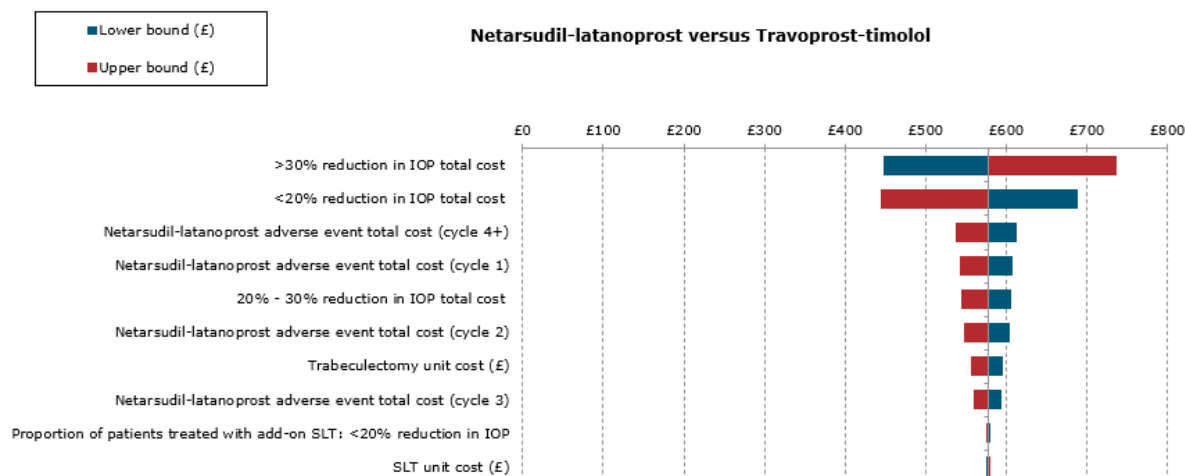 Lower bound (£)
Upper bound (£)
Netarsudil-latanoprost versus Travoprost-timolol
£0 £100 £200 £300 £400 £500 £600 £700 £800
>30% reduction in IOP total cost
<20% reduction in IOP total cost
Netarsudil-latanoprost adverse event total cost (cycle 4+)
Netarsudil-latanoprost adverse event total cost (cycle 1)
20% - 30% reduction in IOP total cost
Netarsudil-latanoprost adverse event total cost (cycle 2)
Trabeculectomy unit cost (£)
Netarsudil-latanoprost adverse event total cost (cycle 3)
Proportion of patients treated with add-on SLT: <20% reduction in IOP
SLT unit cost (£)